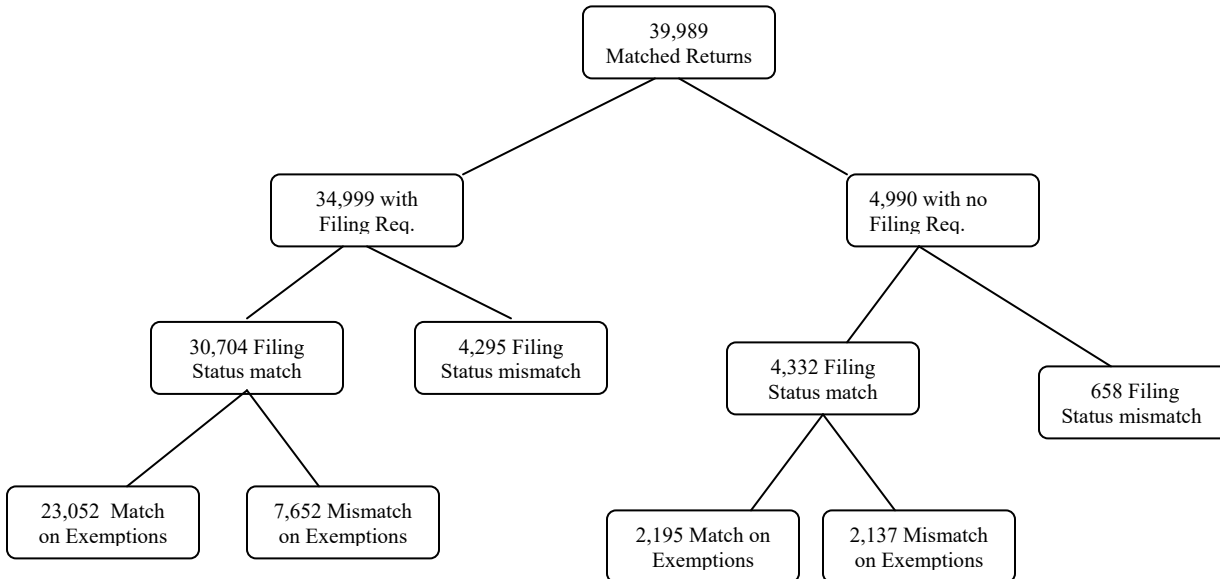 39,989
Matched Returns
34,999 with
Filing Req.
4,990 with no
Filing Req.
30,704 Filing
Status match
4,295 Filing
Status mismatch
4,332 Filing
Status match
658 Filing
Status mismatch
23,052 Match
on Exemptions
7,652 Mismatch
on Exemptions
2,195 Match on
Exemptions
2,137 Mismatch
on Exemptions